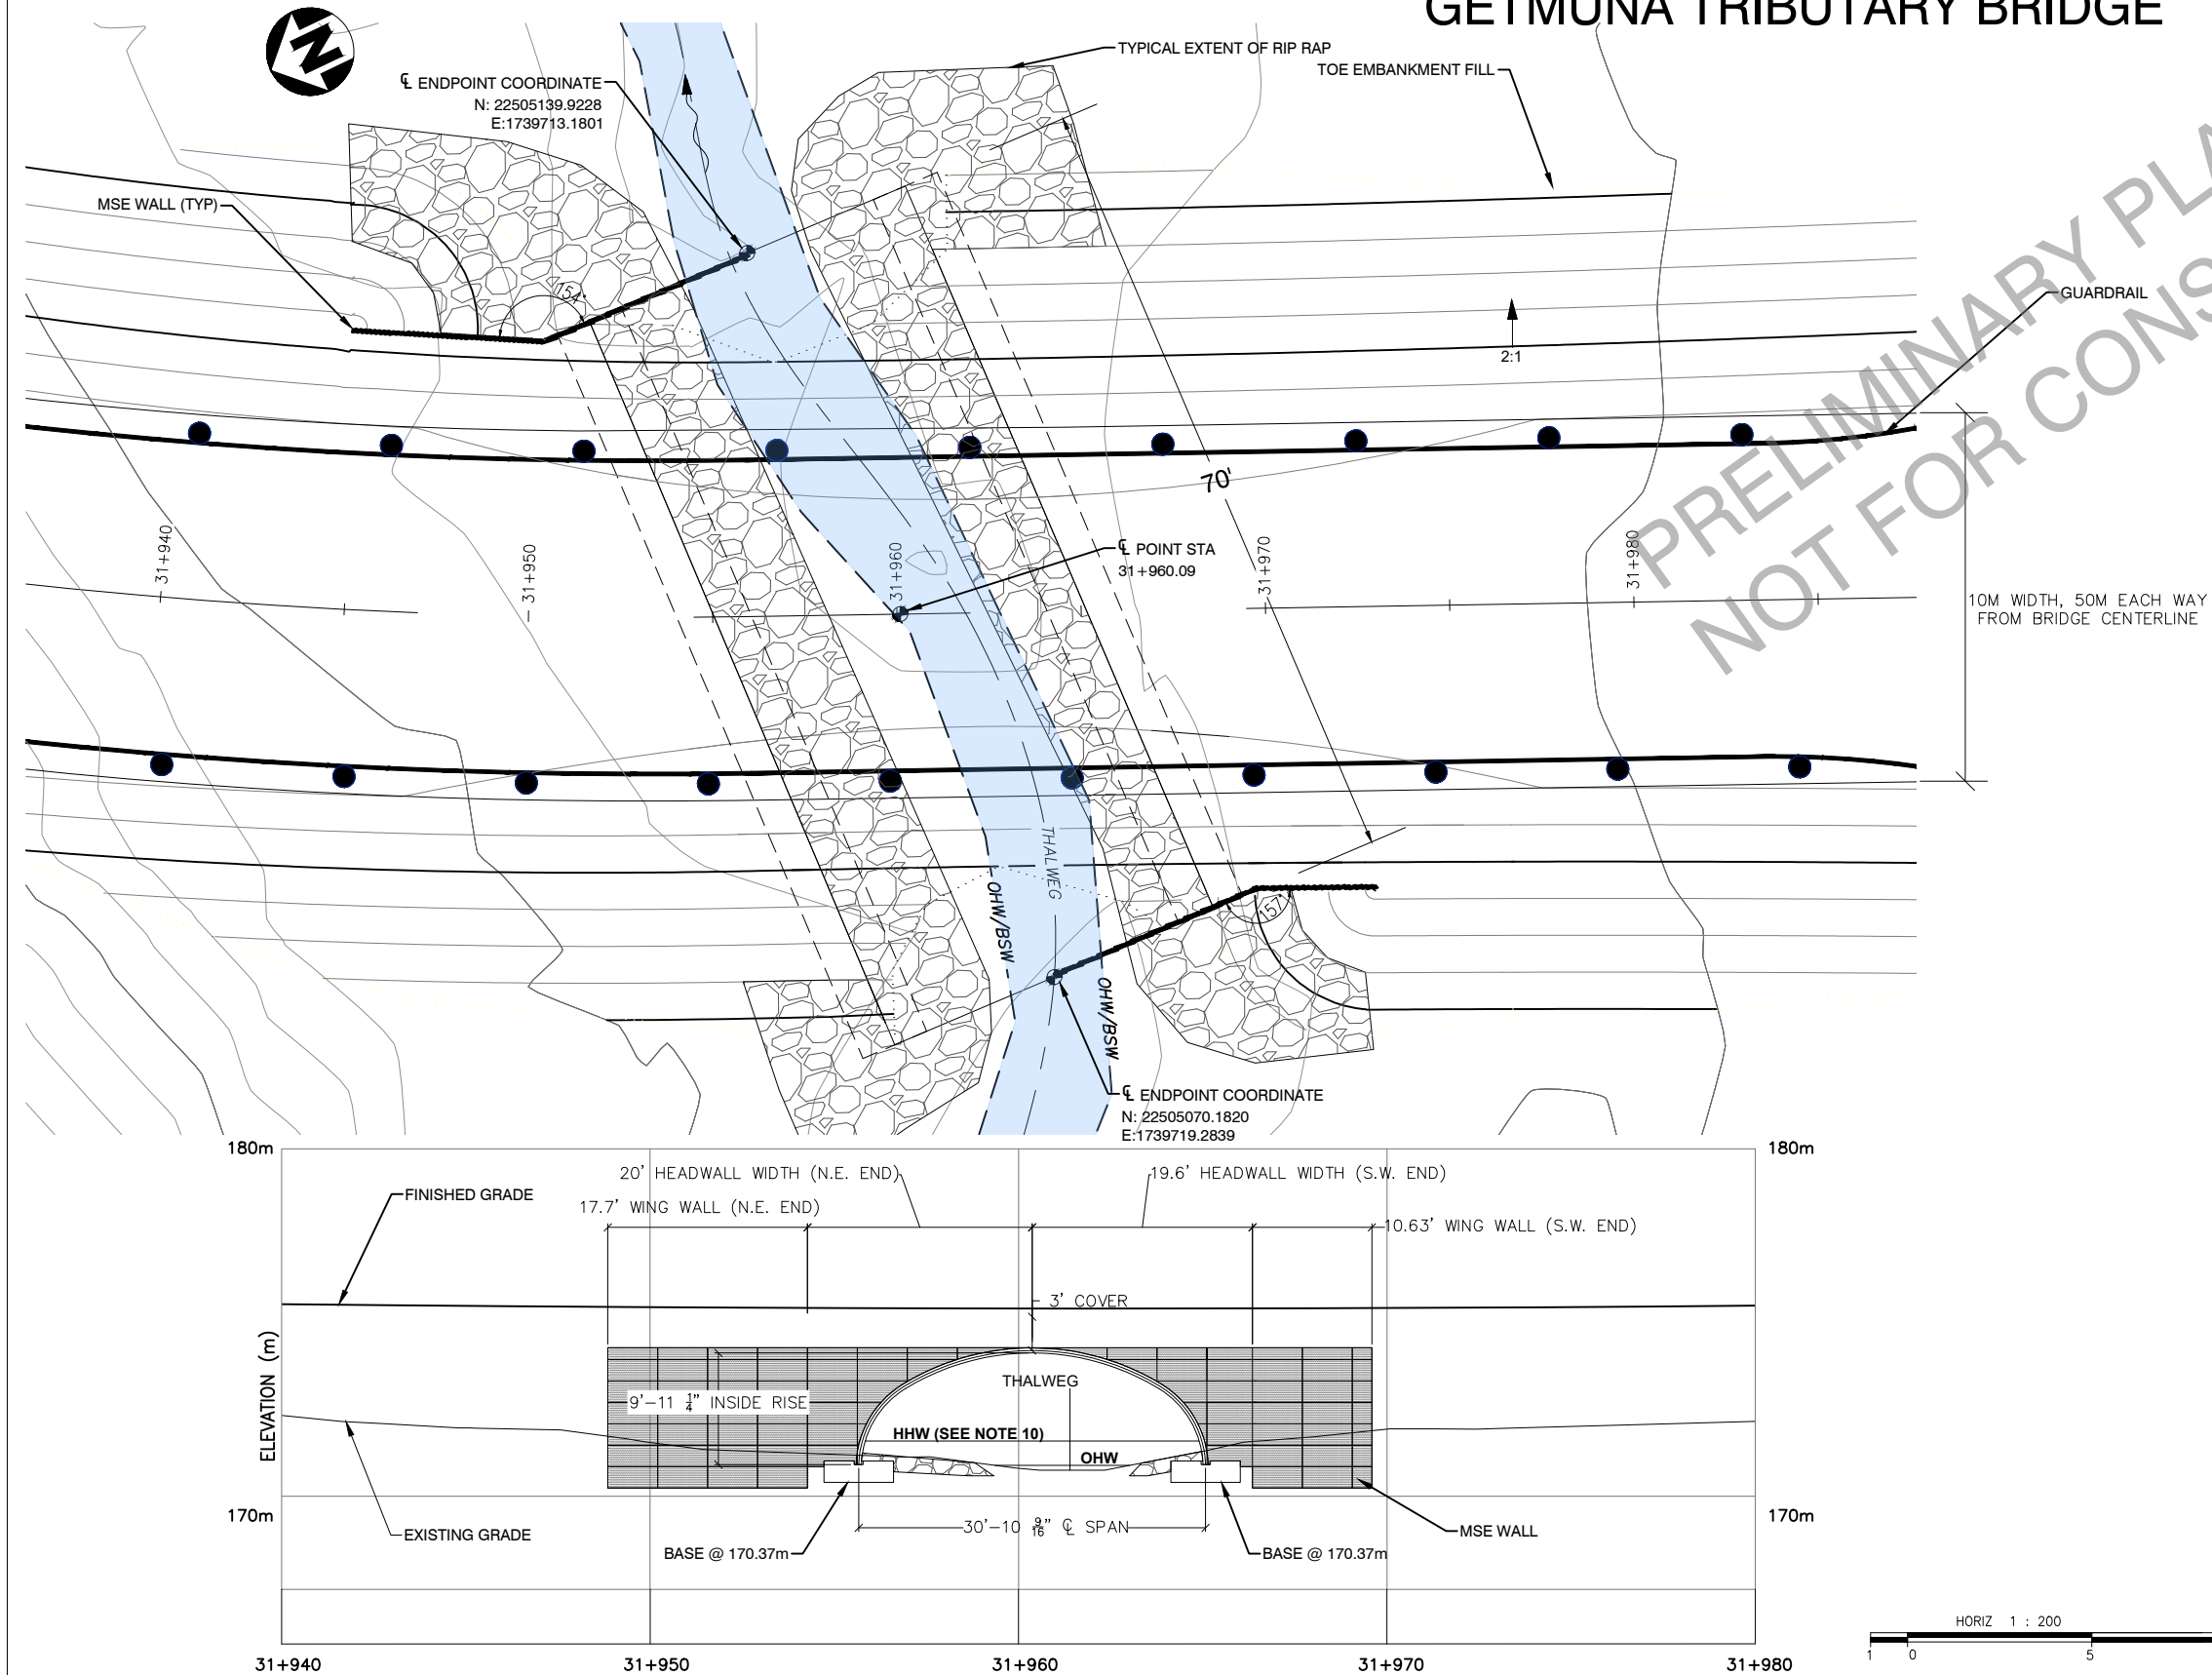 GETMUNA TRIBUTARY BRIDGE
N
TYPICAL EXTENT OF RIP RAP
TOE EMBANKMENT FILL
℄ ENDPOINT COORDINATE
N: 22505139.9228
E:1739713.1801
MSE WALL (TYP)
154°
GUARDRAIL
2:1
PRELIMINARY
NOT FOR
70'
31+940
31+950
31+960
31+970
31+980
℄ POINT STA
31+960.09
10M WIDTH, 50M EACH WAY
FROM BRIDGE CENTERLINE
THALWEG
OHW/BSW
OHW/BSW
157°
℄ ENDPOINT COORDINATE
N: 22505070.1820
E:1739719.2839
180m
180m
20' HEADWALL WIDTH (N.E. END)
19.6' HEADWALL WIDTH (S.W. END)
FINISHED GRADE
17.7' WING WALL (N.E. END)
10.63' WING WALL (S.W. END)
3' COVER
ELEVATION (m)
THALWEG
9'-11 1/4" INSIDE RISE
HHW (SEE NOTE 10)
OHW
170m
170m
EXISTING GRADE
30'-10 9/16" ℄ SPAN
MSE WALL
BASE @ 170.37m
BASE @ 170.37m
HORIZ 1 : 200
1 0 5
31+940
31+950
31+960
31+970
31+980